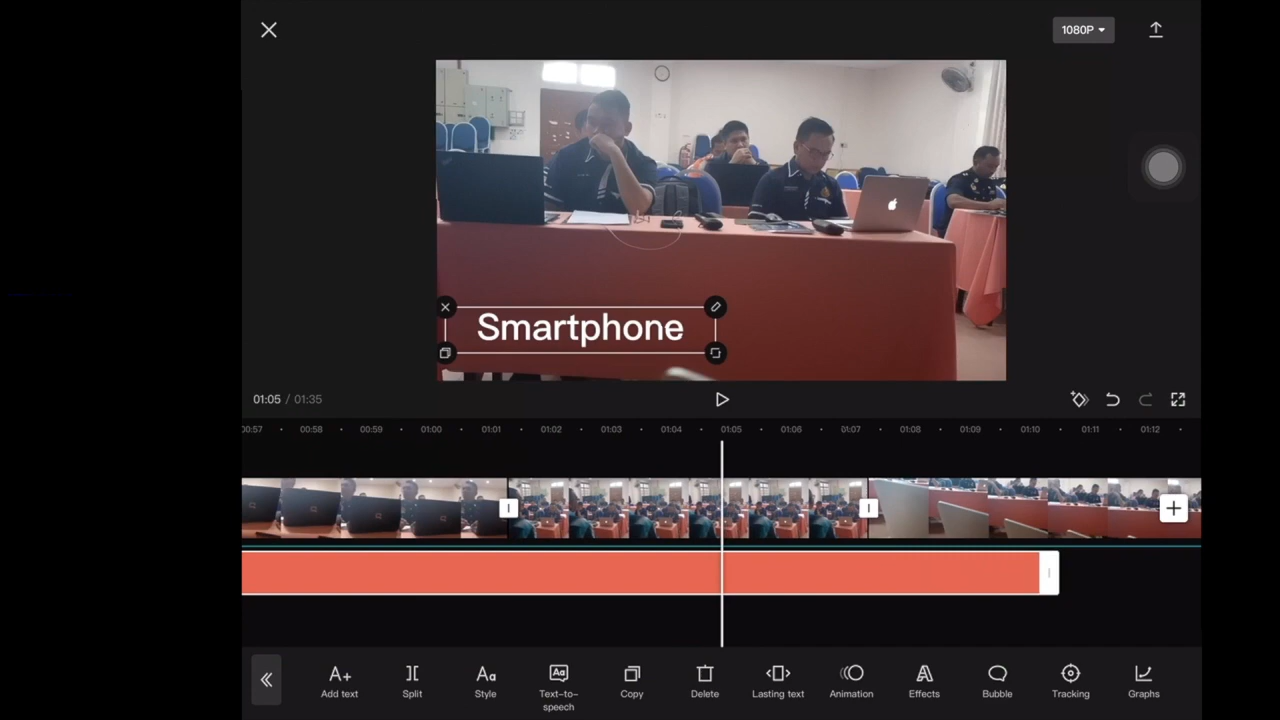 1080P
Smartphone
01:05 / 01:35
00:57 00:58 00:59 01:00 01:01 01:02 01:03 01:04 01:05 01:06 01:07 01:08 01:09 01:10 01:11 01:12
Add text Split Style Text-to-speech Copy Delete Lasting text Animation Effects Bubble Tracking Graphs